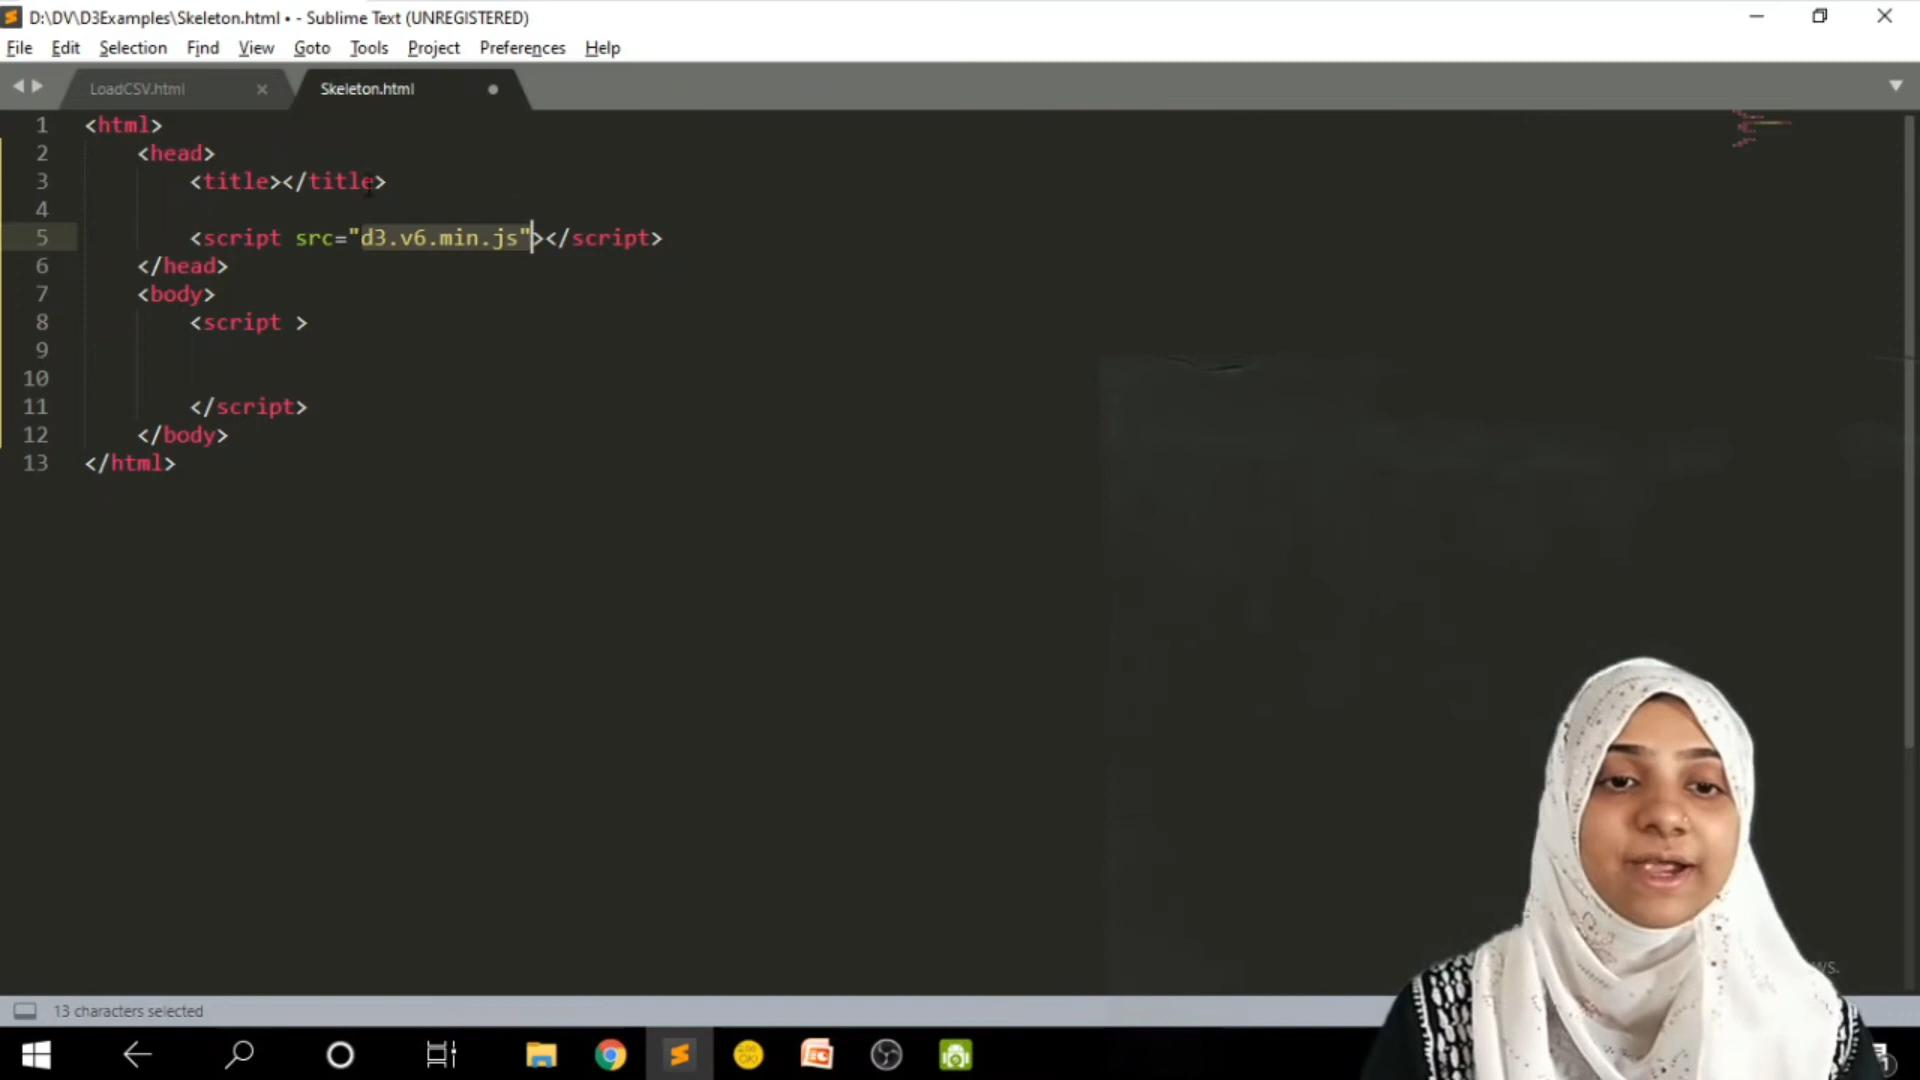 D:\DV\D3Examples\Skeleton.html • - Sublime Text (UNREGISTERED)
File Edit Selection Find View Goto Tools Project Preferences Help
LoadCSV.html Skeleton.html
1 <html>
2 <head>
3 <title></title>
4
5 <script src="d3.v6.min.js"></script>
6 </head>
7 <body>
8 <script >
9
10
11 </script>
12 </body>
13 </html>
13 characters selected